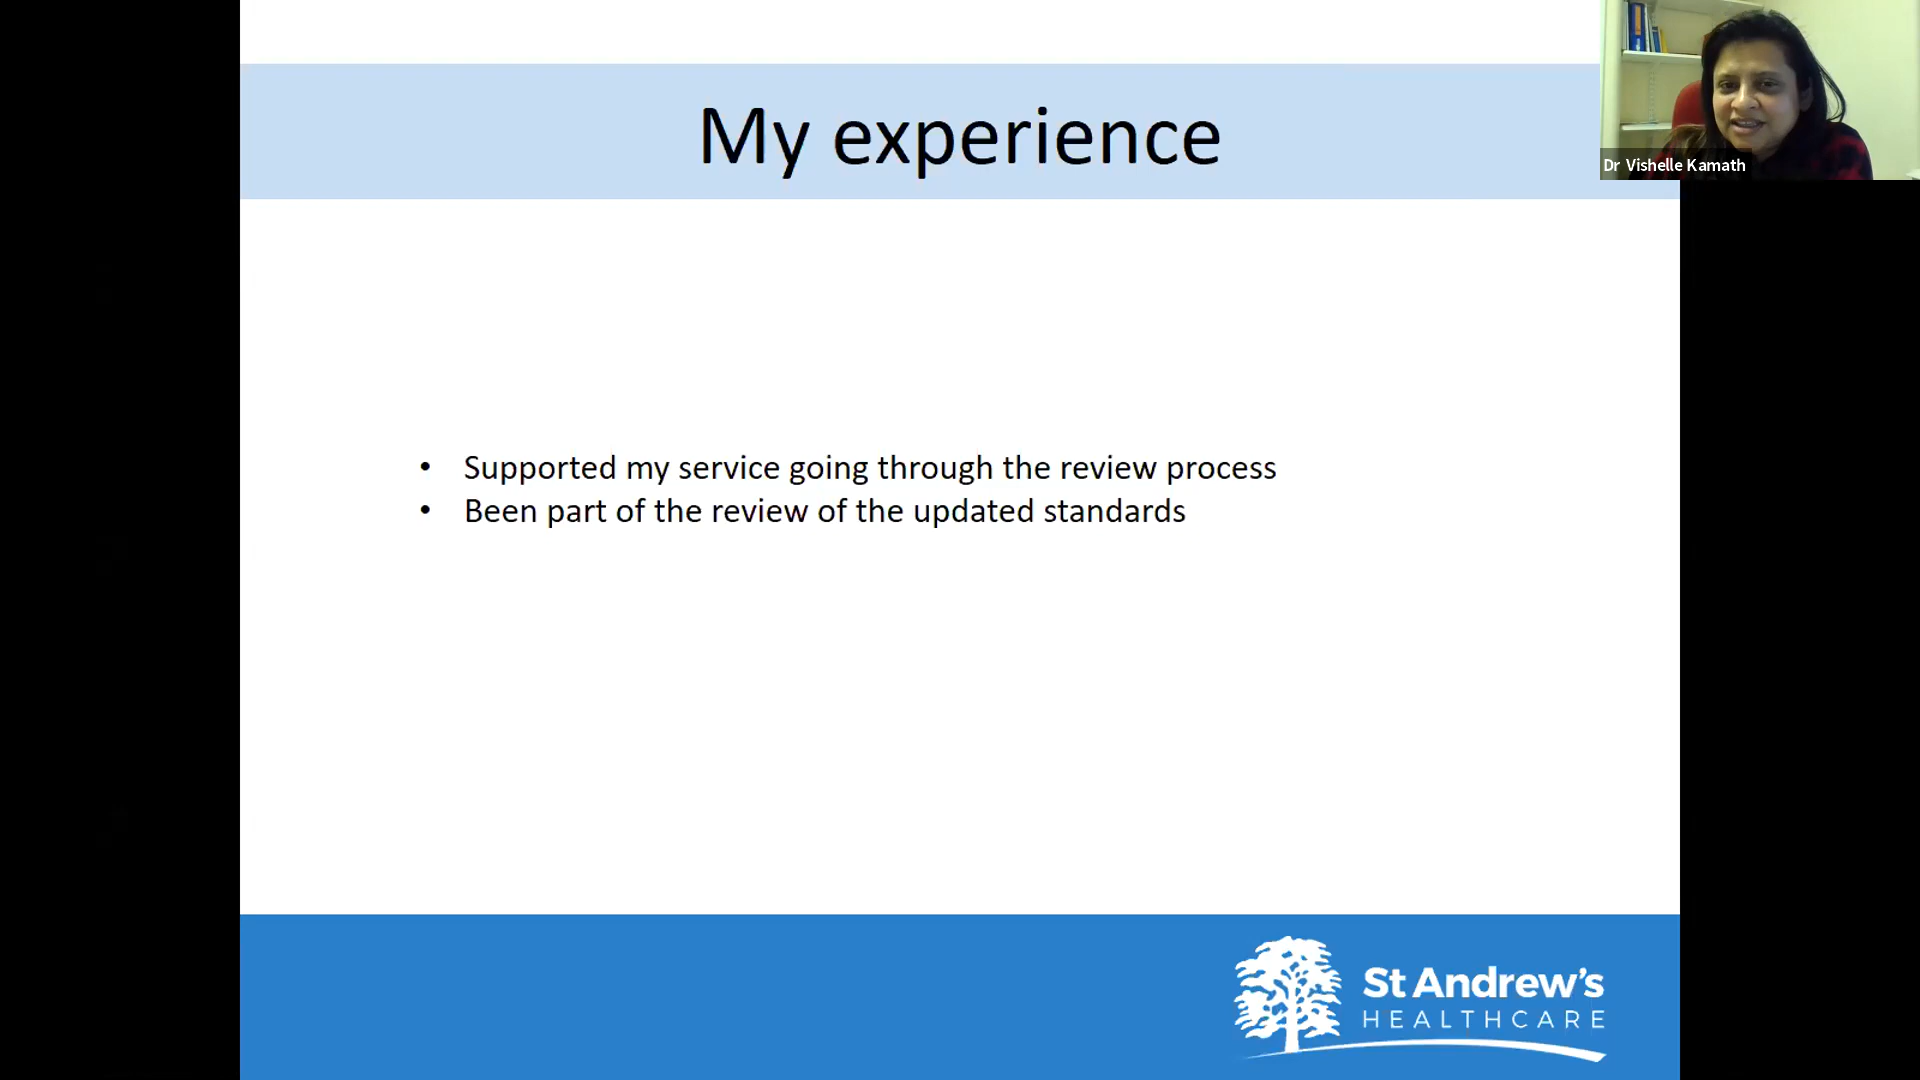 My experience
Dr Vishelle Kamath
• Supported my service going through the review process
• Been part of the review of the updated standards
St Andrew's
HEALTHCARE